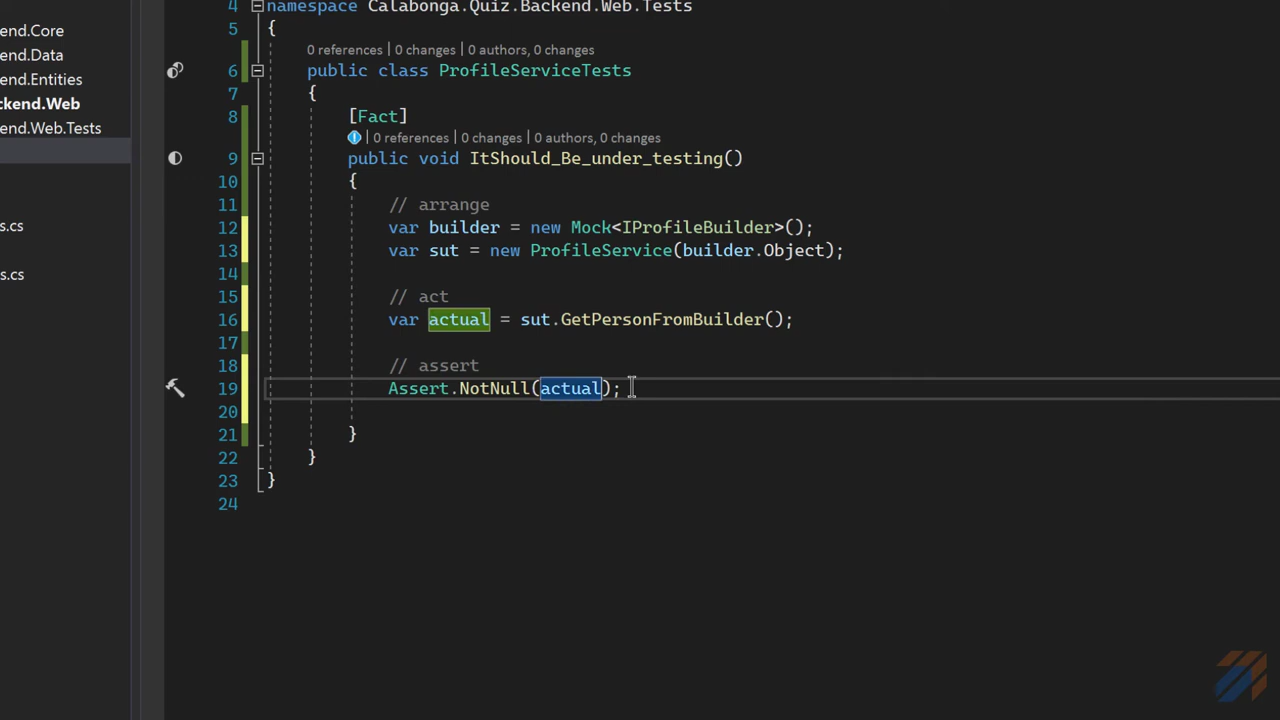 end.Core
end.Data
end.Entities
ckend.Web
end.Web.Tests
s.cs
s.cs
4 namespace Calabonga.Quiz.Backend.Web.Tests
5 {
0 references | 0 changes | 0 authors, 0 changes
6 public class ProfileServiceTests
7 {
8 [Fact]
0 references | 0 changes | 0 authors, 0 changes
9 public void ItShould_Be_under_testing()
10 {
11 // arrange
12 var builder = new Mock<IProfileBuilder>();
13 var sut = new ProfileService(builder.Object);
14
15 // act
16 var actual = sut.GetPersonFromBuilder();
17
18 // assert
19 Assert.NotNull(actual);
20
21 }
22 }
23 }
24